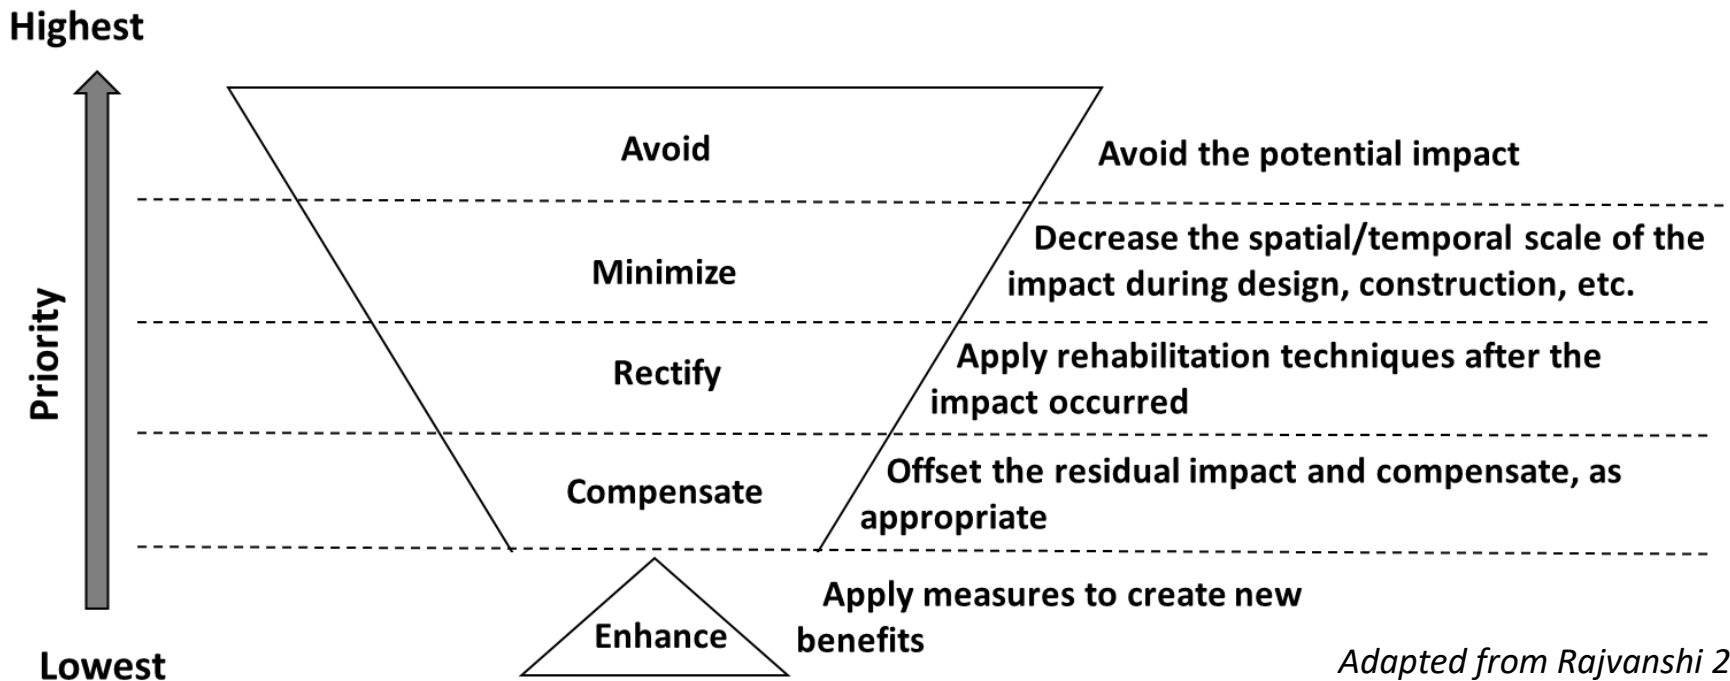 Highest
Avoid
Avoid the potential impact
Minimize
Decrease the spatial/temporal scale of the
impact during design, construction, etc.
Priority
Rectify
Apply rehabilitation techniques after the
impact occurred
Compensate
Offset the residual impact and compensate, as
appropriate
Enhance
Apply measures to create new
benefits
Lowest
Adapted from Rajvanshi 2